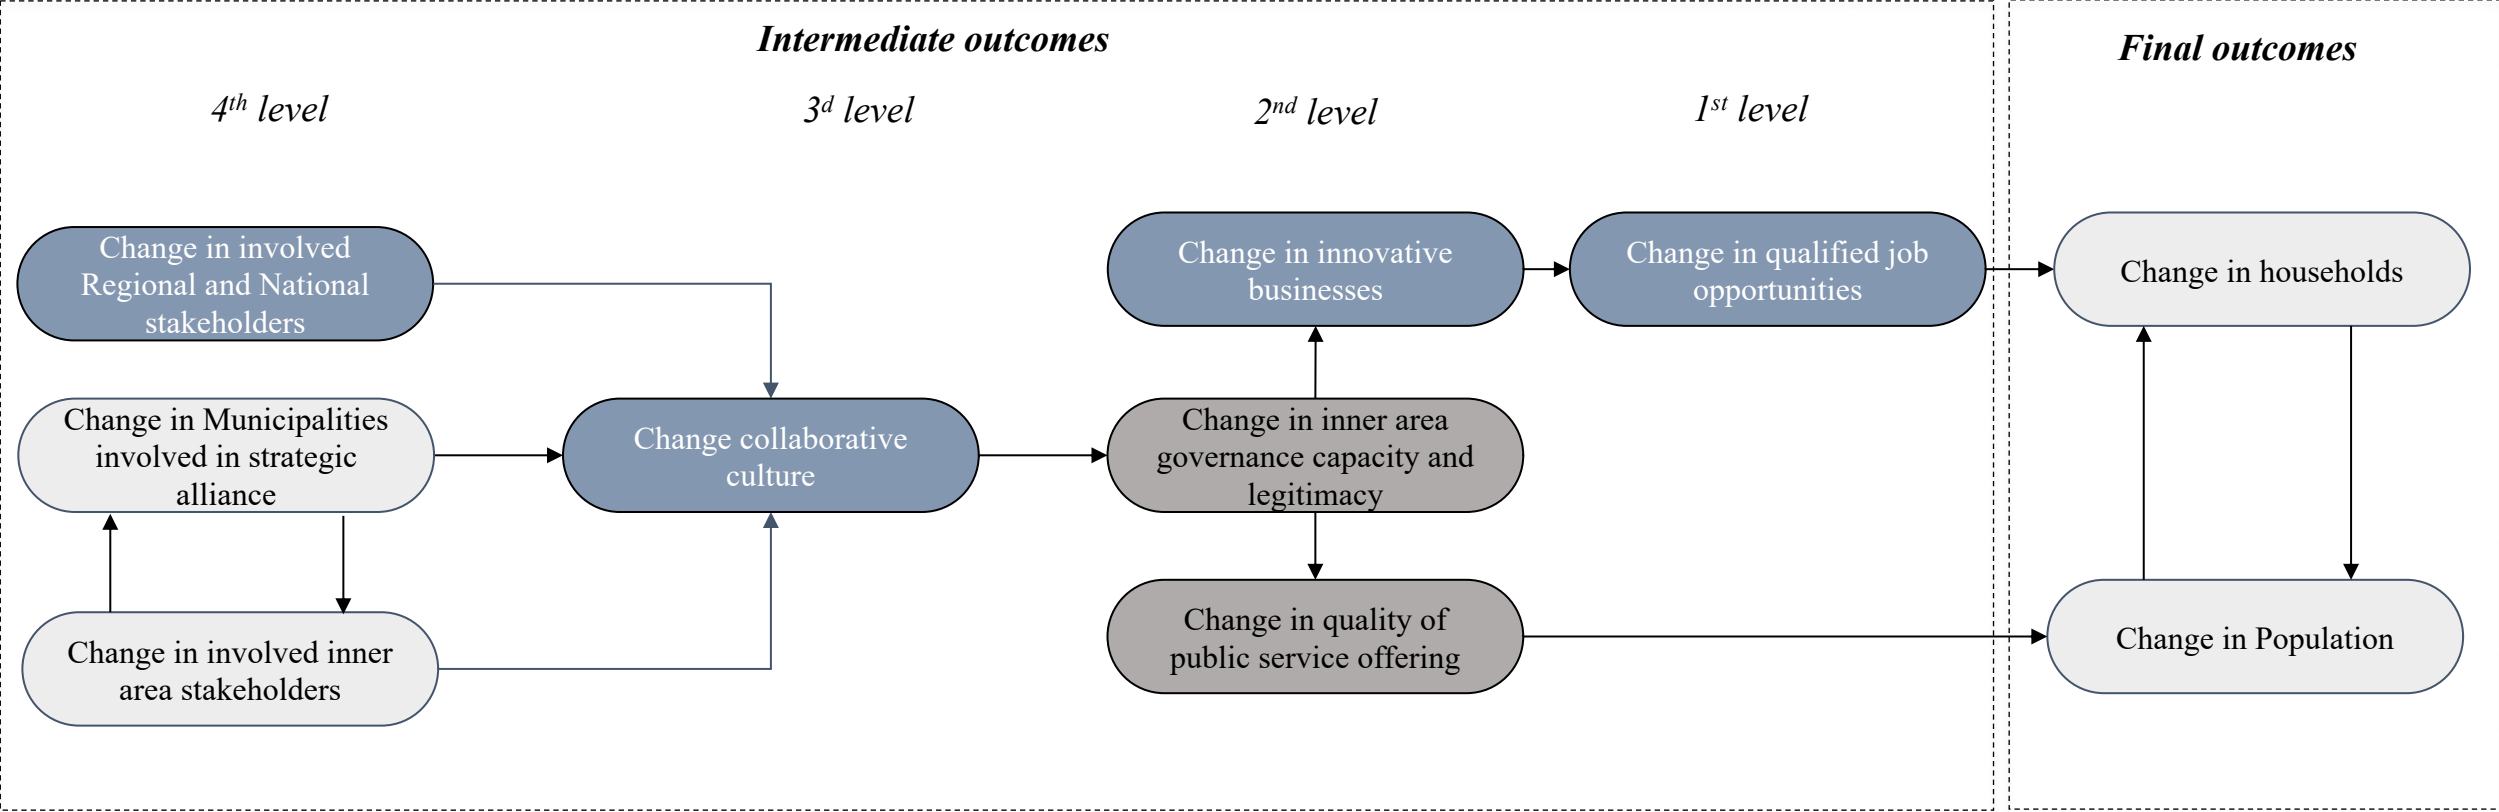 Intermediate outcomes
Final outcomes
4th level
3d level
2nd level
1st level
Change in involved
Regional and National
stakeholders
Change in innovative
businesses
Change in qualified job
opportunities
Change in households
Change in Municipalities
involved in strategic
alliance
Change collaborative
culture
Change in inner area
governance capacity and
legitimacy
Change in involved inner
area stakeholders
Change in quality of
public service offering
Change in Population